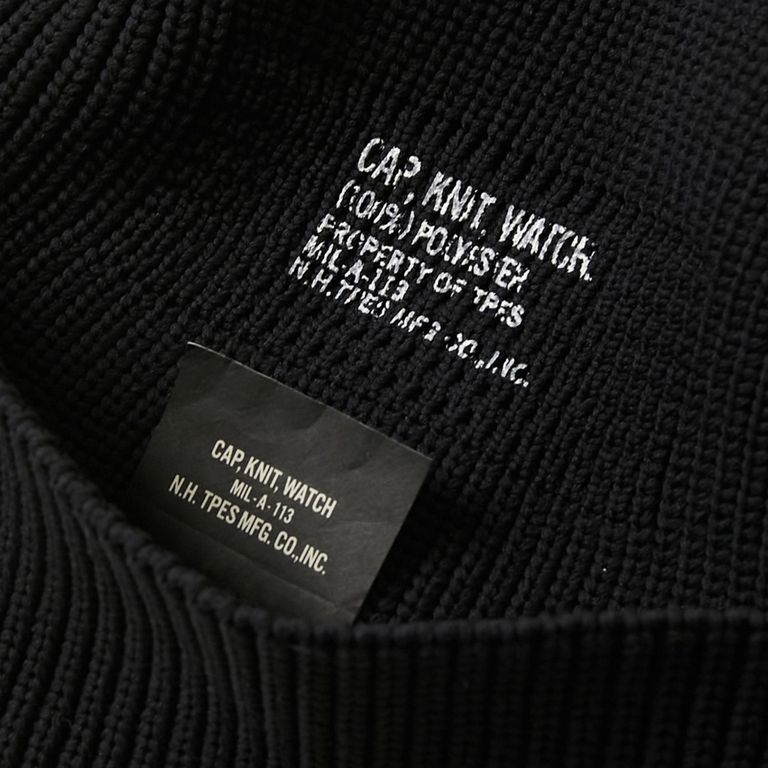 CAP, KNIT, WATCH.
(100%) POLYESTER
PROPERTY OF TPES
MIL-A-113
N.H.TPES MFG CO.,INC.
CAP, KNIT, WATCH
MIL-A-113
N.H. TPES MFG. CO.,INC.